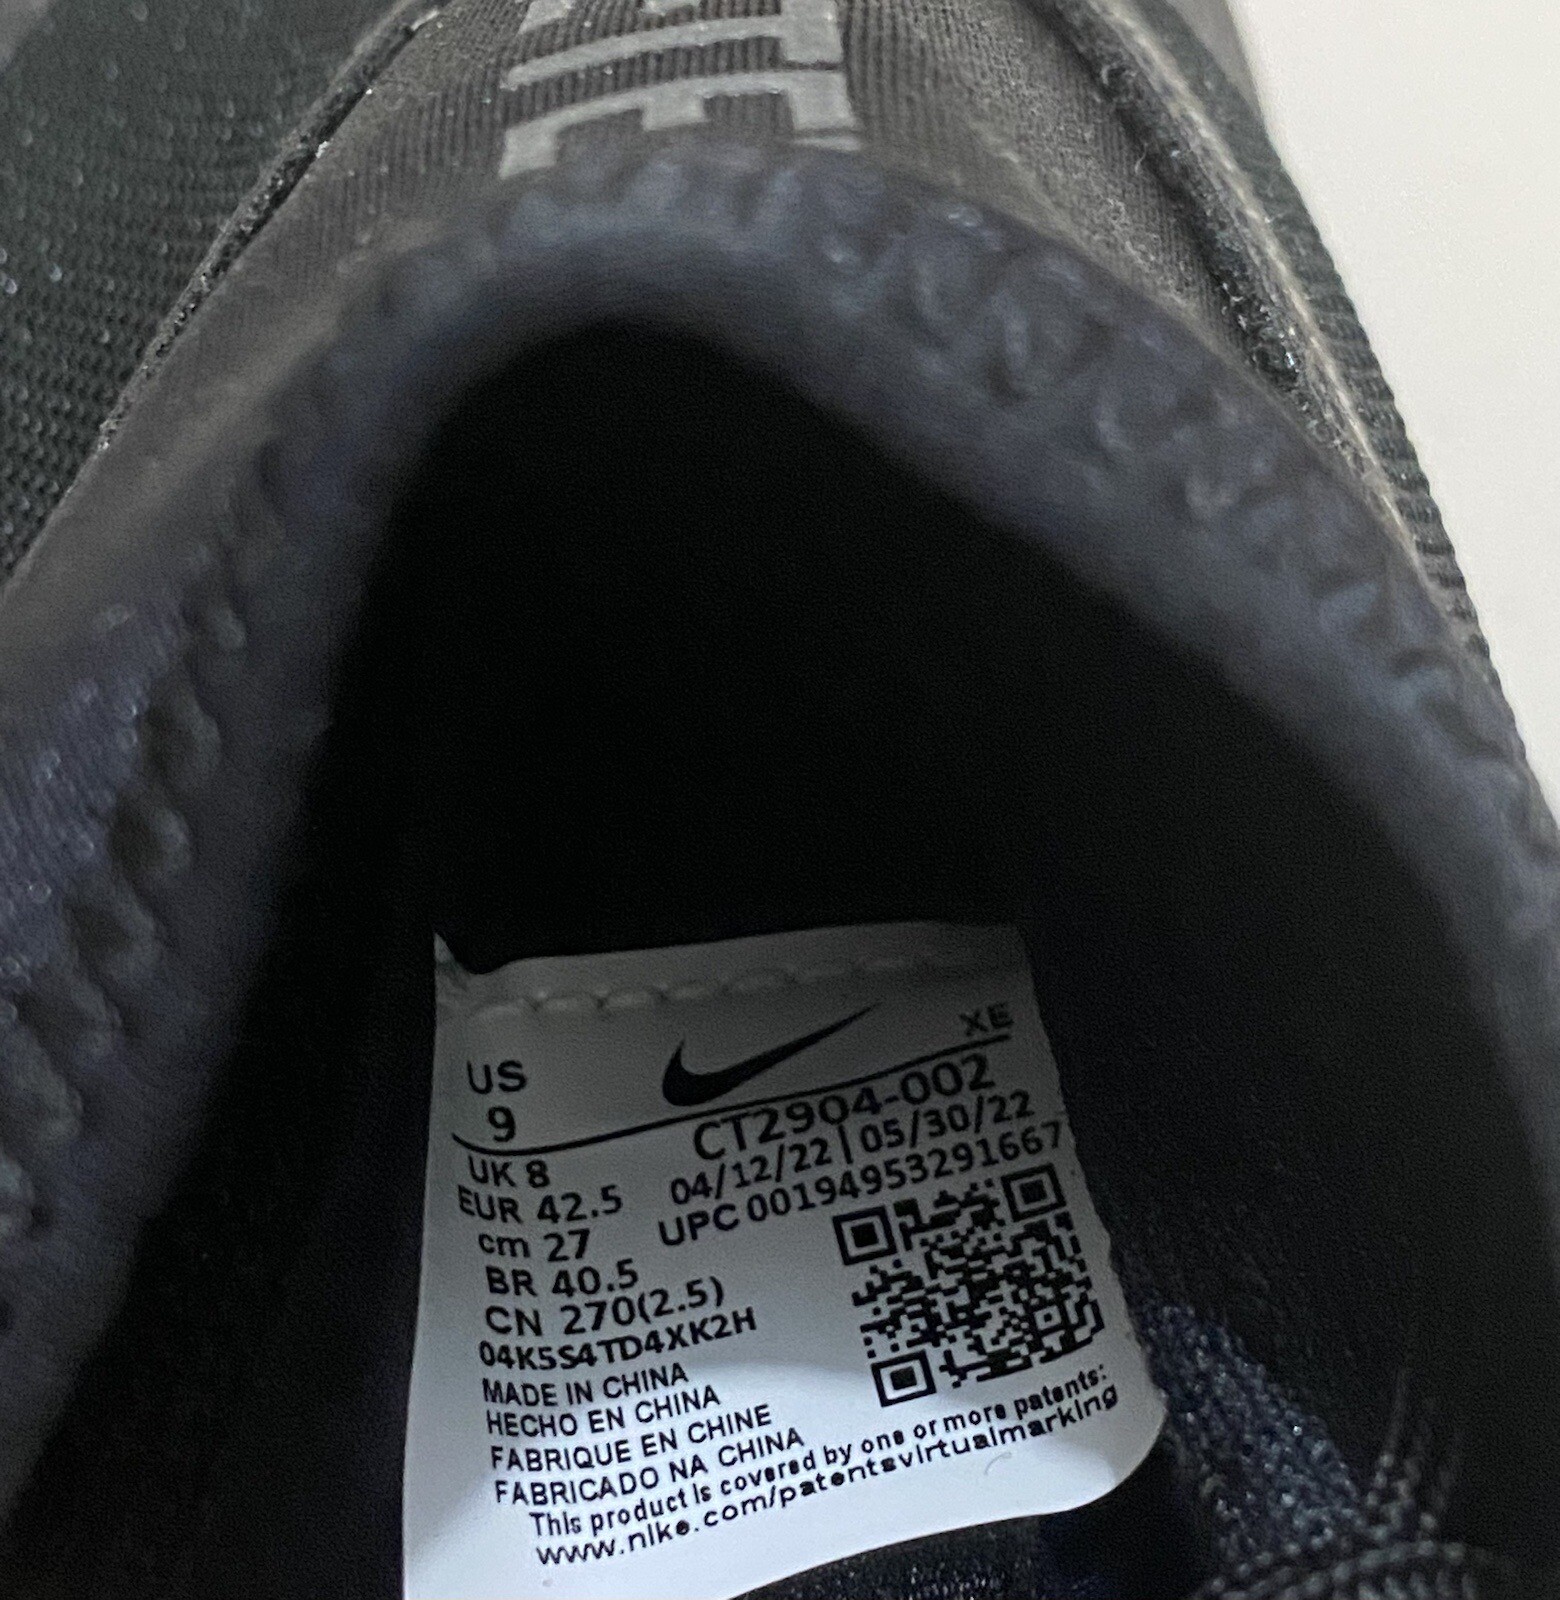 XE
US
9
CT2904-002
04/12/22 | 05/30/22
UPC 00194953291667
UK 8
EUR 42.5
cm 27
BR 40.5
CN 270(2.5)
04K5S4TD4XK2H
MADE IN CHINA
HECHO EN CHINA
FABRIQUE EN CHINE
FABRICADO NA CHINA
This product is covered by one or more patents:
www.nike.com/patentsvirtualmarking